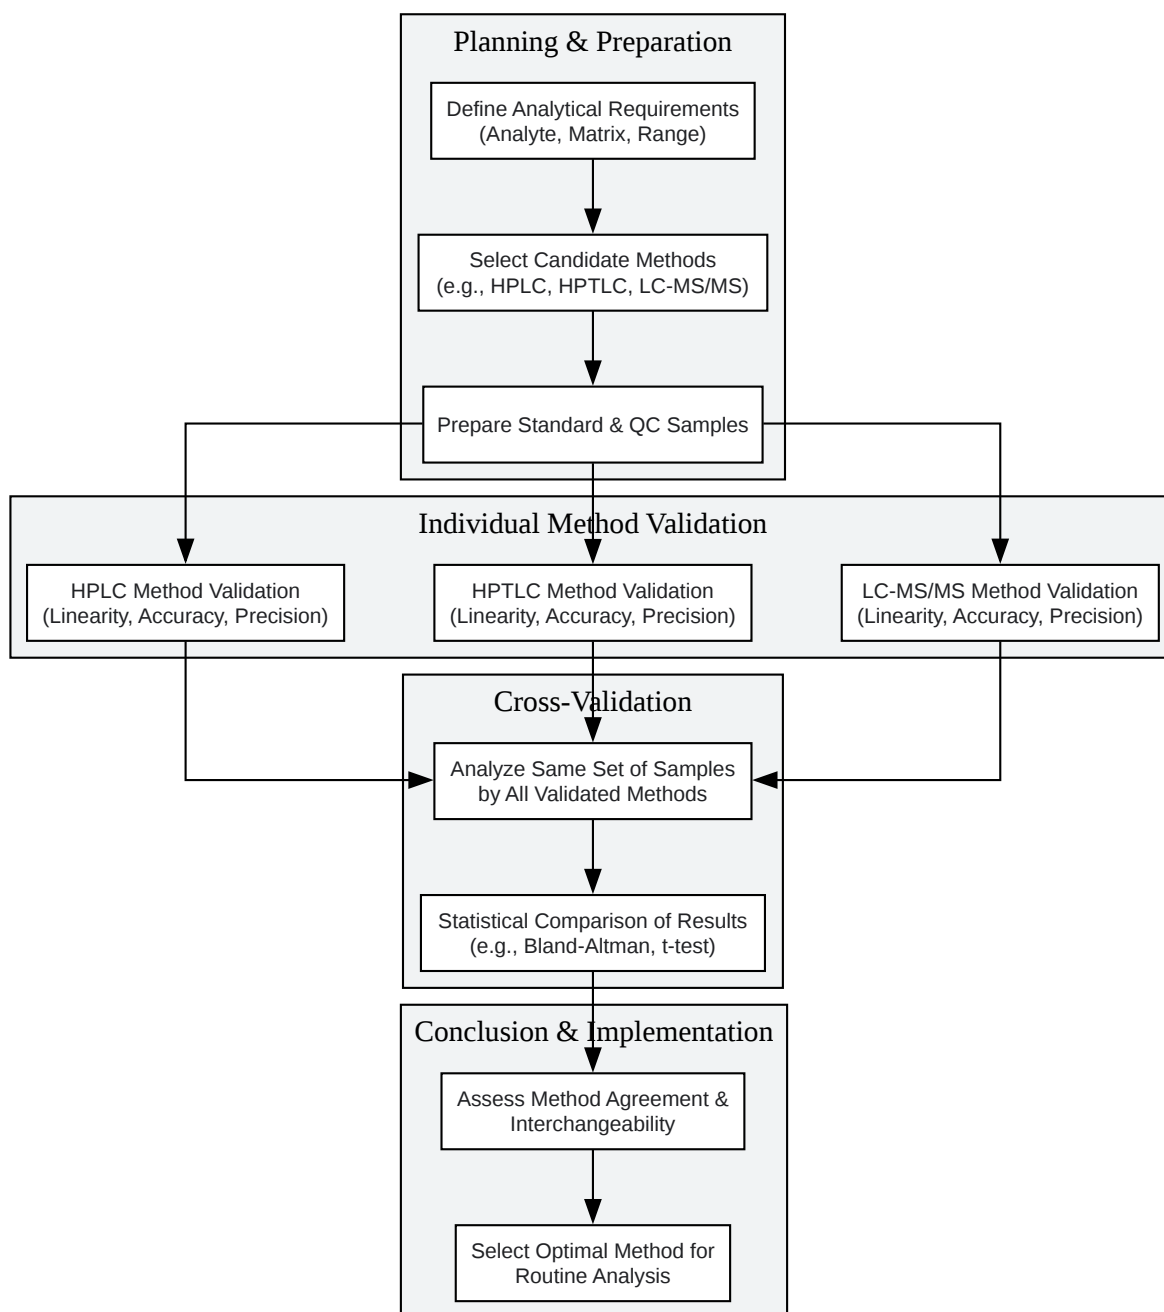 Planning & Preparation
Define Analytical Requirements
(Analyte, Matrix, Range)
Select Candidate Methods
(e.g., HPLC, HPTLC, LC-MS/MS)
Prepare Standard & QC Samples
Individual Method Validation
HPLC Method Validation
(Linearity, Accuracy, Precision)
HPTLC Method Validation
(Linearity, Accuracy, Precision)
LC-MS/MS Method Validation
(Linearity, Accuracy, Precision)
Cross-Validation
Analyze Same Set of Samples
by All Validated Methods
Statistical Comparison of Results
(e.g., Bland-Altman, t-test)
Conclusion & Implementation
Assess Method Agreement &
Interchangeability
Select Optimal Method for
Routine Analysis